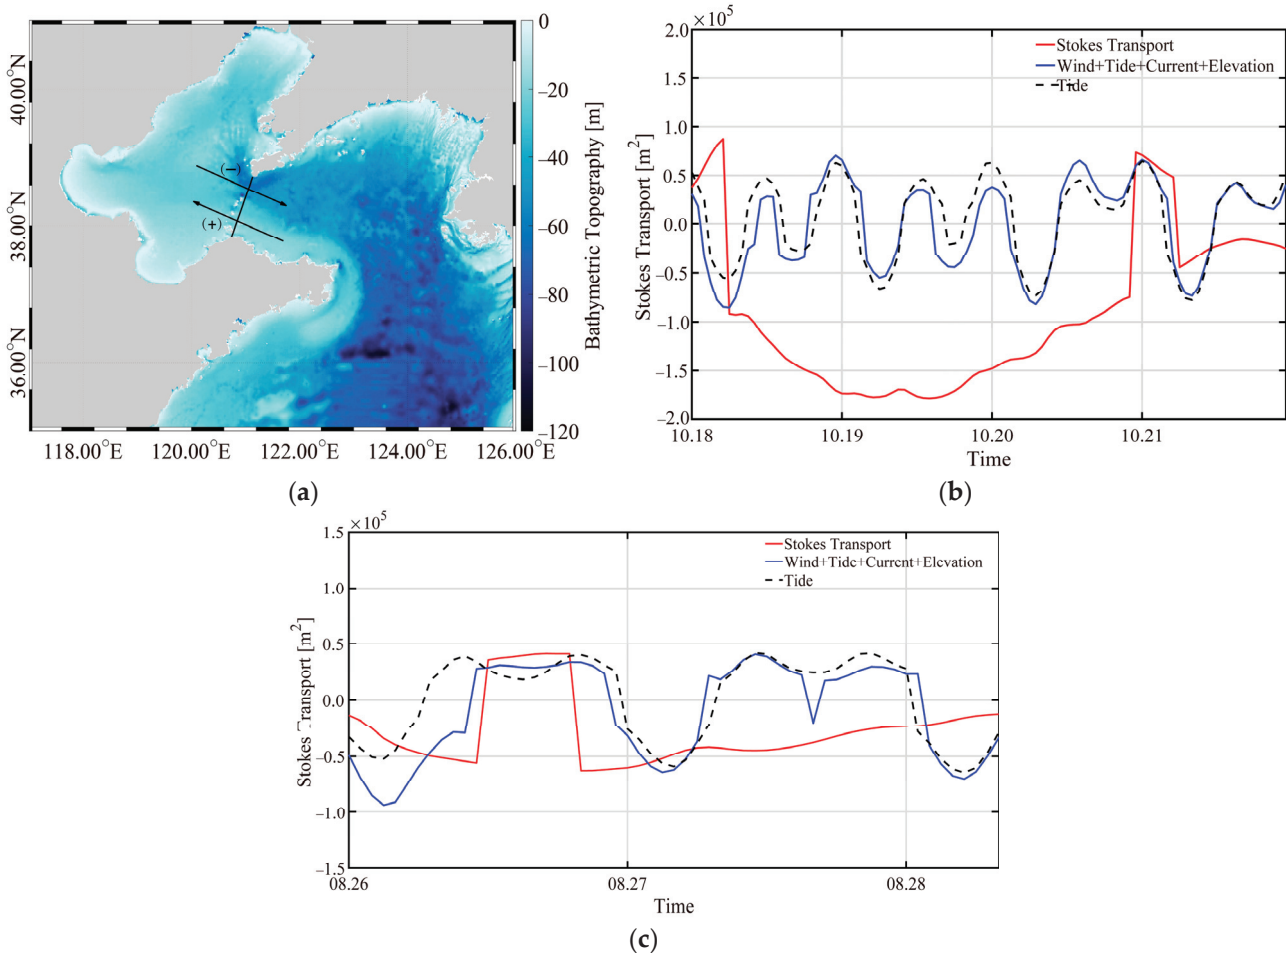 0
−20
−40
−60
−80
−100
−120
Bathymetric Topography [m]
40.00°N
38.00°N
36.00°N
(−)
(+)
118.00°E 120.00°E 122.00°E 124.00°E 126.00°E
(a)
×10⁵
2.0
1.5
1.0
0.5
0.0
−0.5
−1.0
−1.5
−2.0
Stokes Transport [m²]
Stokes Transport
Wind+Tide+Current+Elevation
Tide
10.18 10.19 10.20 10.21
Time
(b)
×10⁵
1.5
1.0
0.5
0.0
−0.5
−1.0
−1.5
Stokes Transport [m²]
Stokes Transport
Wind+Tide+Current+Elevation
Tide
08.26 08.27 08.28
Time
(c)